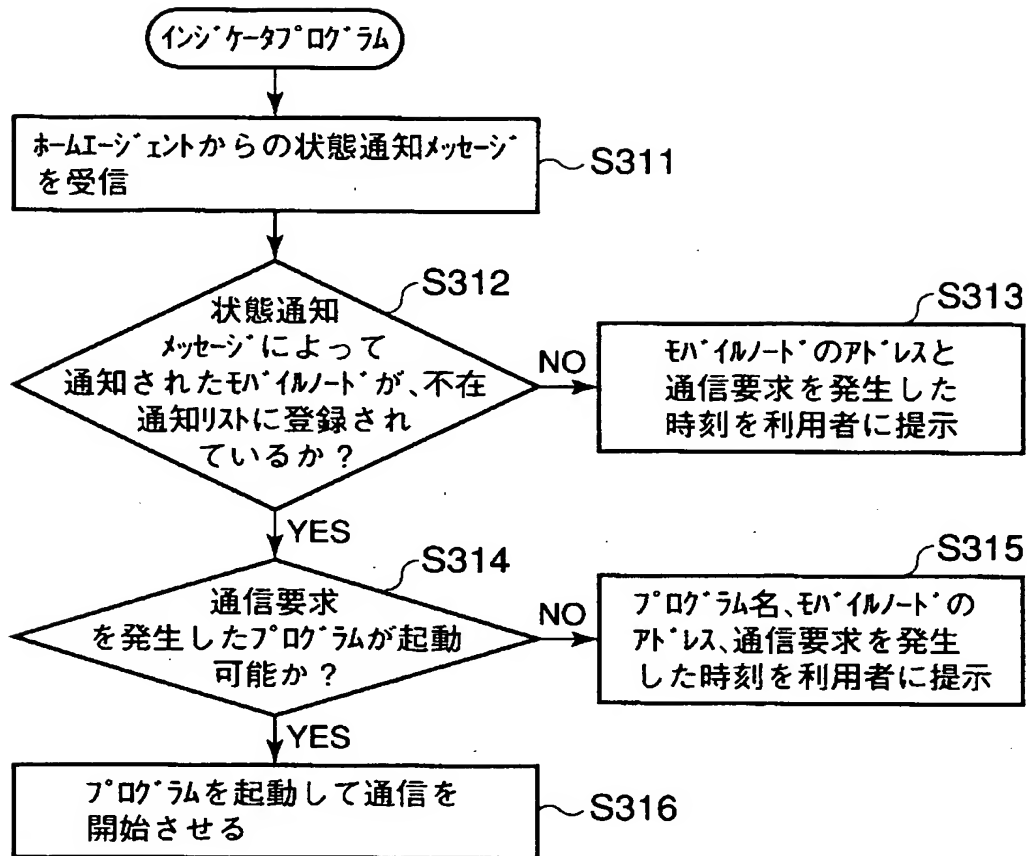 インジケータプログラム
ホームエージェントからの状態通知メッセージ
を受信
S311
S312
状態通知
メッセージによって
通知されたモバイルノードが、不在
通知リストに登録され
ているか？
NO
S313
モバイルノードのアドレスと
通信要求を発生した
時刻を利用者に提示
YES
S314
通信要求
を発生したプログラムが起動
可能か？
NO
S315
プログラム名、モバイルノードの
アドレス、通信要求を発生
した時刻を利用者に提示
YES
プログラムを起動して通信を
開始させる
S316